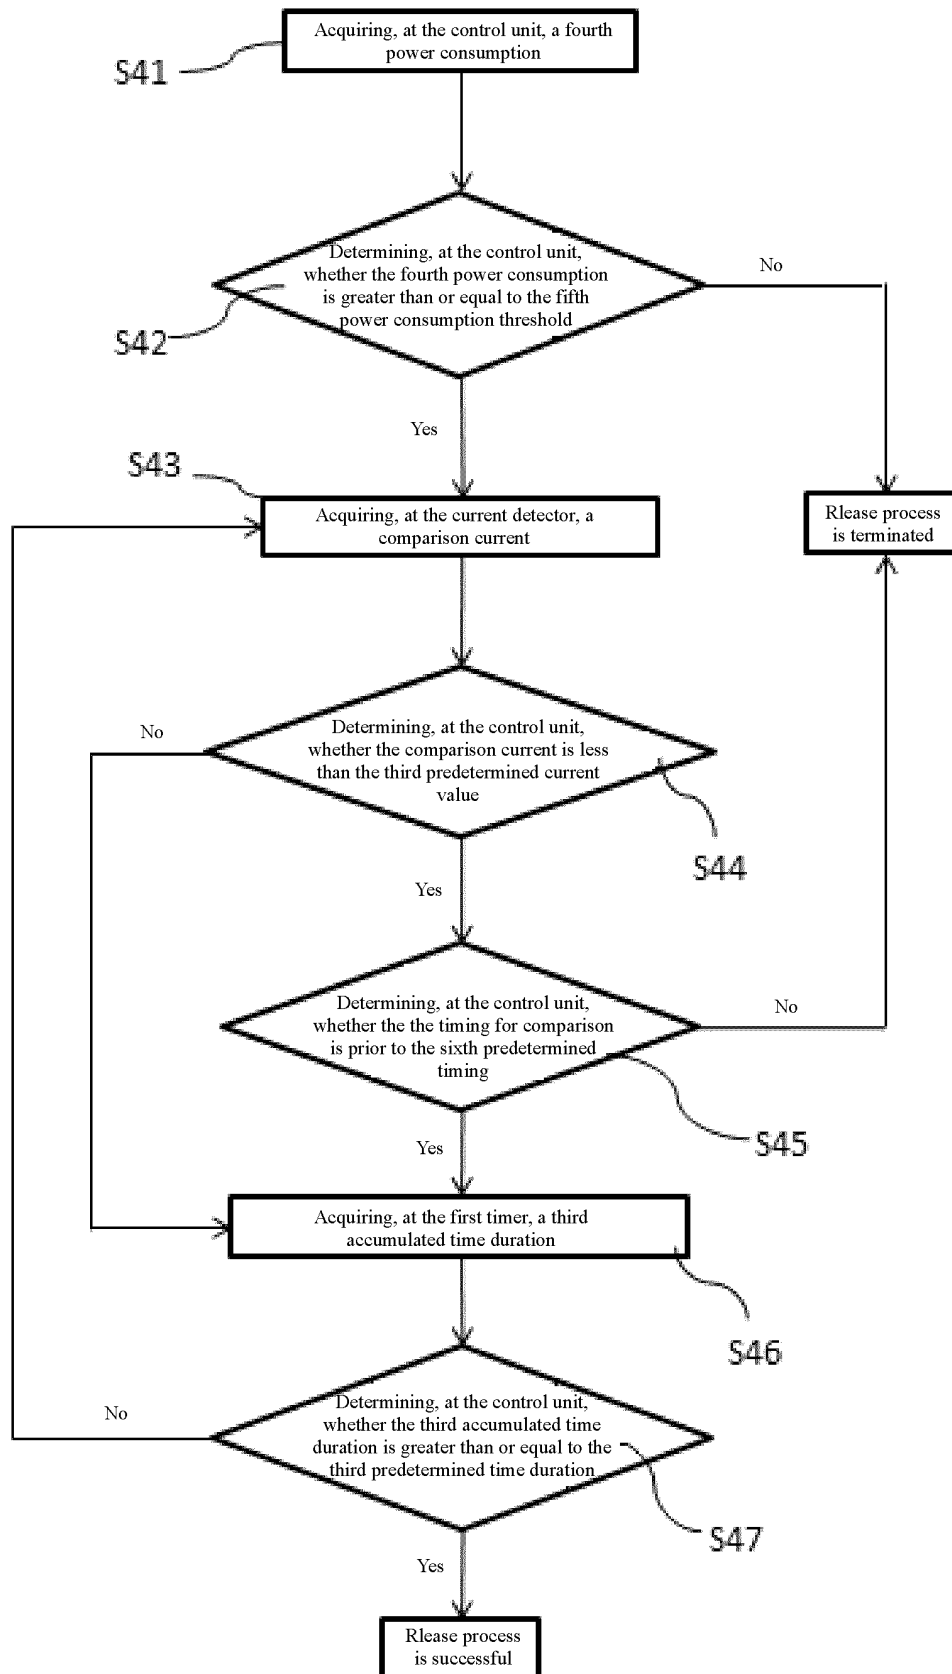 Acquiring, at the control unit, a fourth
power consumption
S41
Determining, at the control unit,
whether the fourth power consumption
is greater than or equal to the fifth
power consumption threshold
No
S42
Yes
S43
Acquiring, at the current detector, a
comparison current
Rlease process
is terminated
Determining, at the control unit,
whether the comparison current is less
than the third predetermined current
value
No
S44
Yes
Determining, at the control unit,
whether the the timing for comparison
is prior to the sixth predetermined
timing
No
S45
Yes
Acquiring, at the first timer, a third
accumulated time duration
S46
Determining, at the control unit,
whether the third accumulated time
duration is greater than or equal to the
third predetermined time duration
No
S47
Yes
Rlease process
is successful